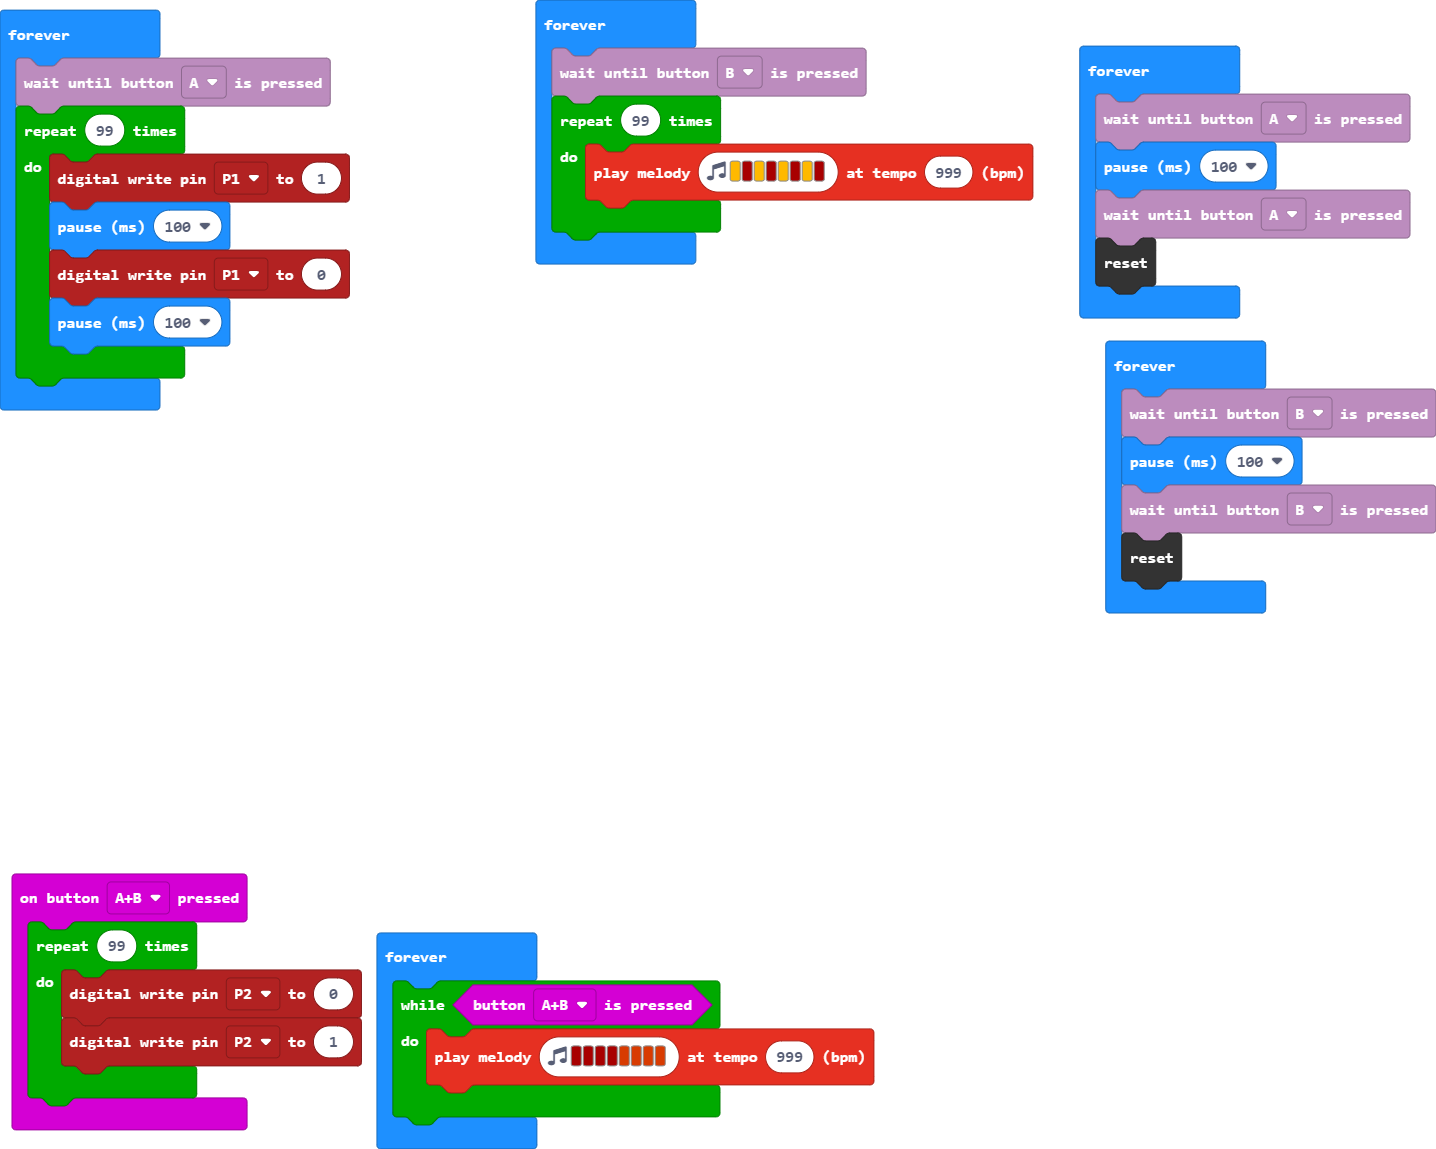 forever
wait until button A is pressed
repeat 99 times
do
digital write pin P1 to 1
pause (ms) 100
digital write pin P1 to 0
pause (ms) 100
forever
wait until button B is pressed
repeat 99 times
do
play melody at tempo 999 (bpm)
forever
wait until button A is pressed
pause (ms) 100
wait until button A is pressed
reset
forever
wait until button B is pressed
pause (ms) 100
wait until button B is pressed
reset
on button A+B pressed
repeat 99 times
do
digital write pin P2 to 0
digital write pin P2 to 1
forever
while button A+B is pressed
do
play melody at tempo 999 (bpm)